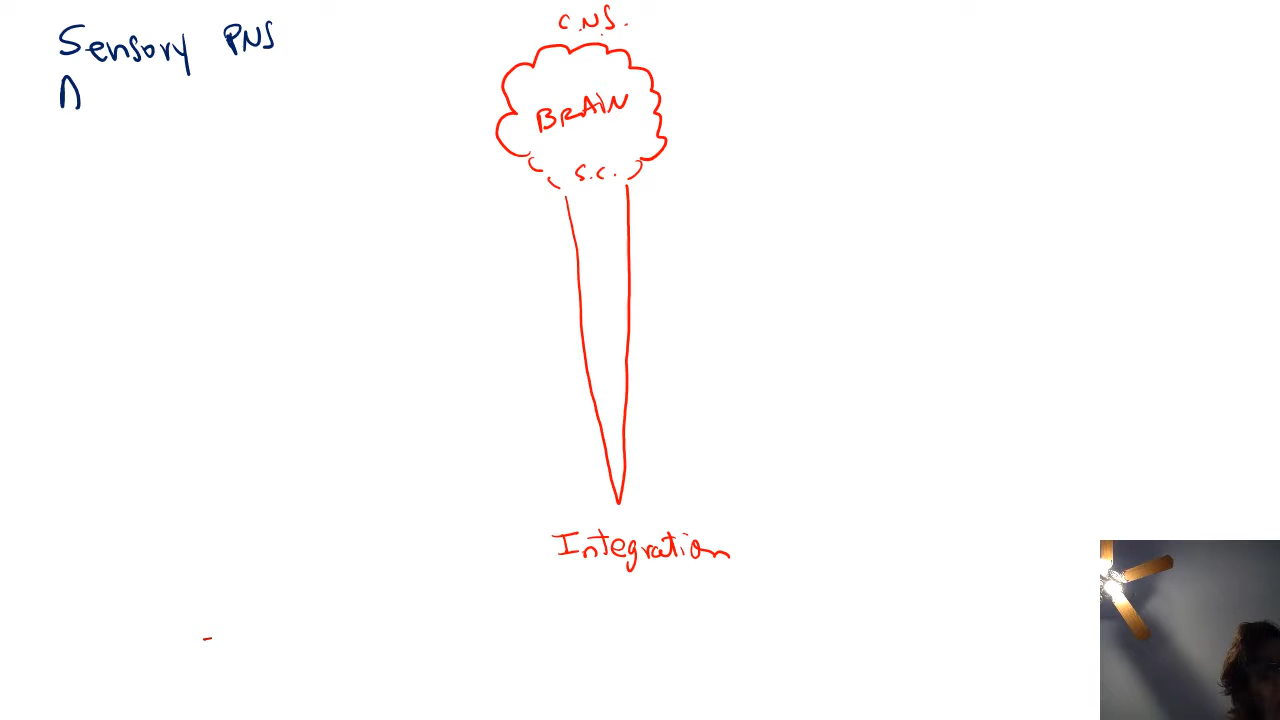 C.N.S.
Sensory PNS
BRAIN
S.C.
Integration